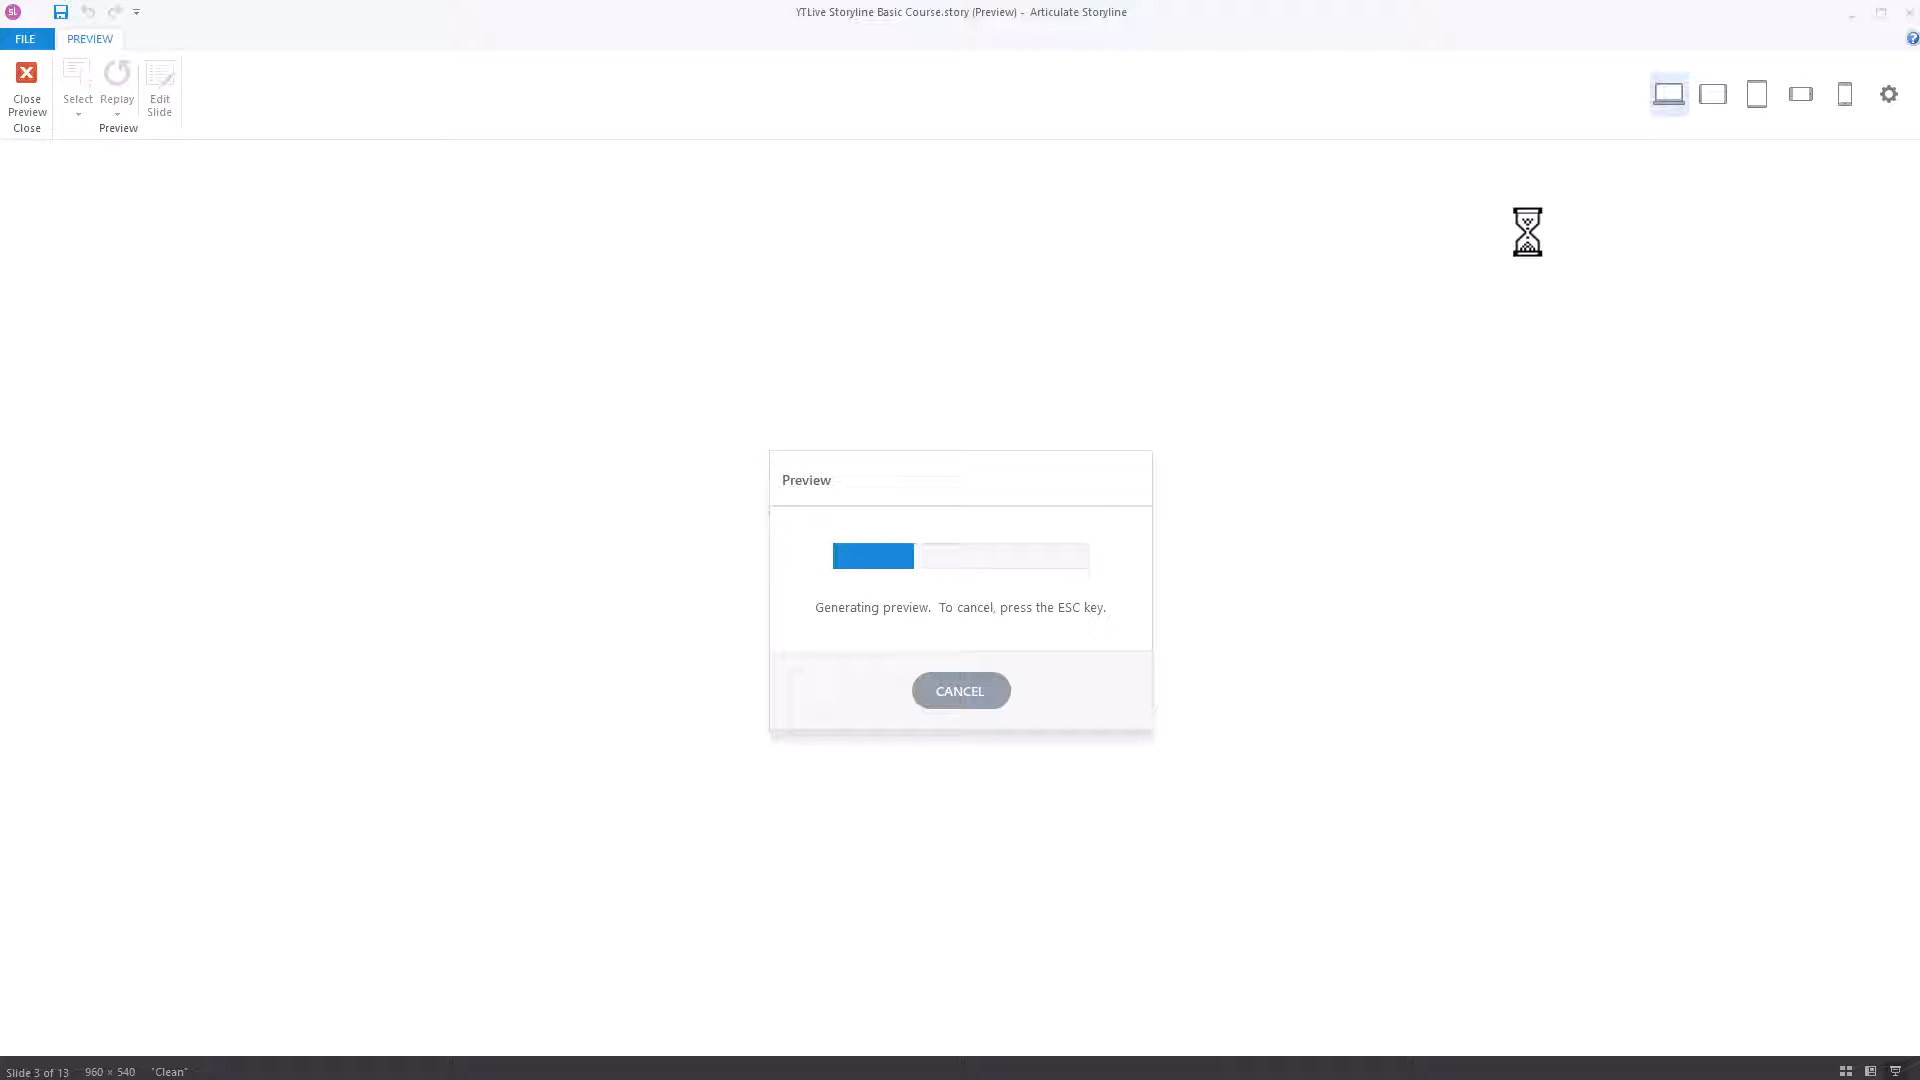 SL
YTLive Storyline Basic Course.story (Preview) - Articulate Storyline
FILE
PREVIEW
?
Close Preview
Select
Replay
Edit Slide
Close
Preview
Preview
Generating preview. To cancel, press the ESC key.
CANCEL
Slide 3 of 13
960 × 540
"Clean"